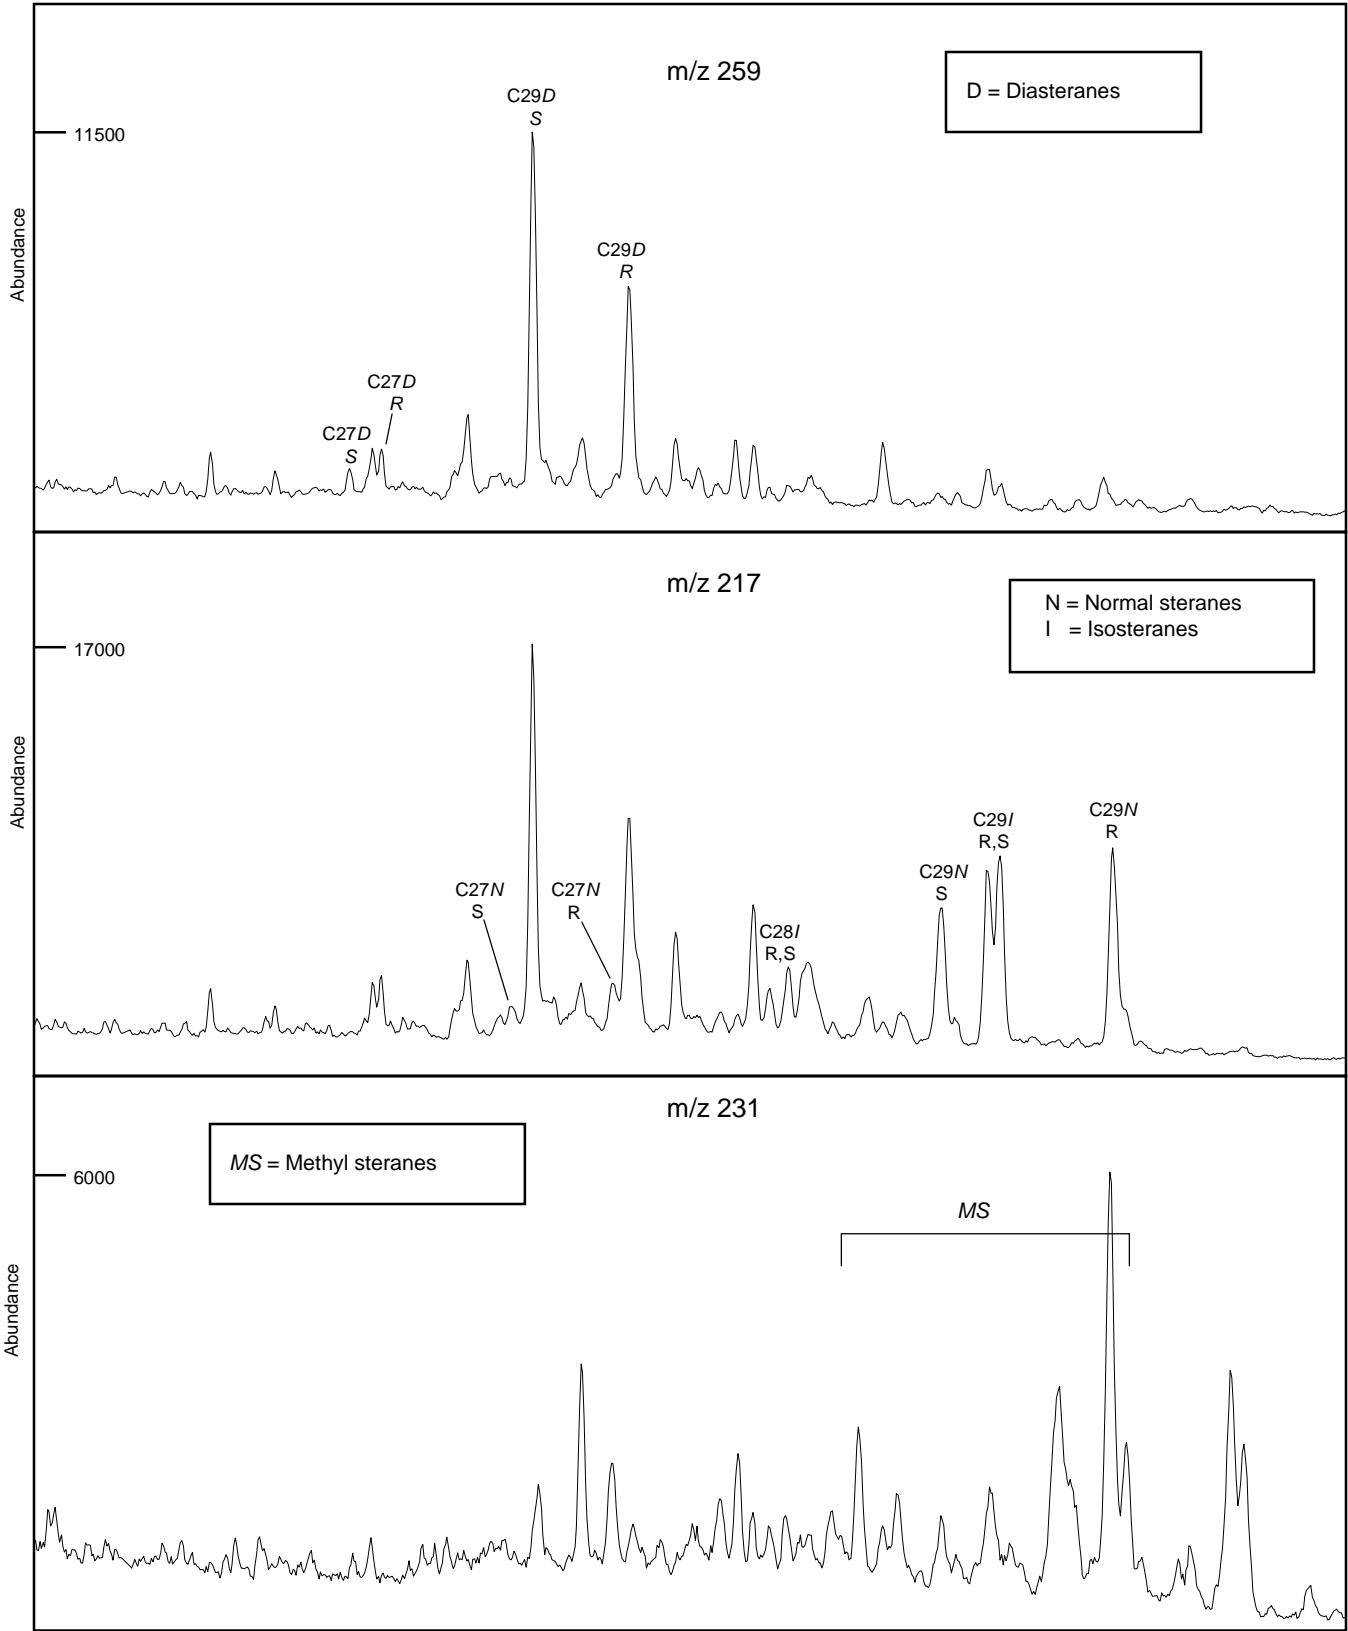 m/z 259
D = Diasteranes
C29D
S
11500
C29D
R
C27D
R
C27D
S
Abundance
m/z 217
N = Normal steranes
I = Isosteranes
17000
C29N
R
C29I
R,S
C29N
S
C27N
S
C27N
R
C28I
R,S
Abundance
m/z 231
MS = Methyl steranes
6000
MS
Abundance